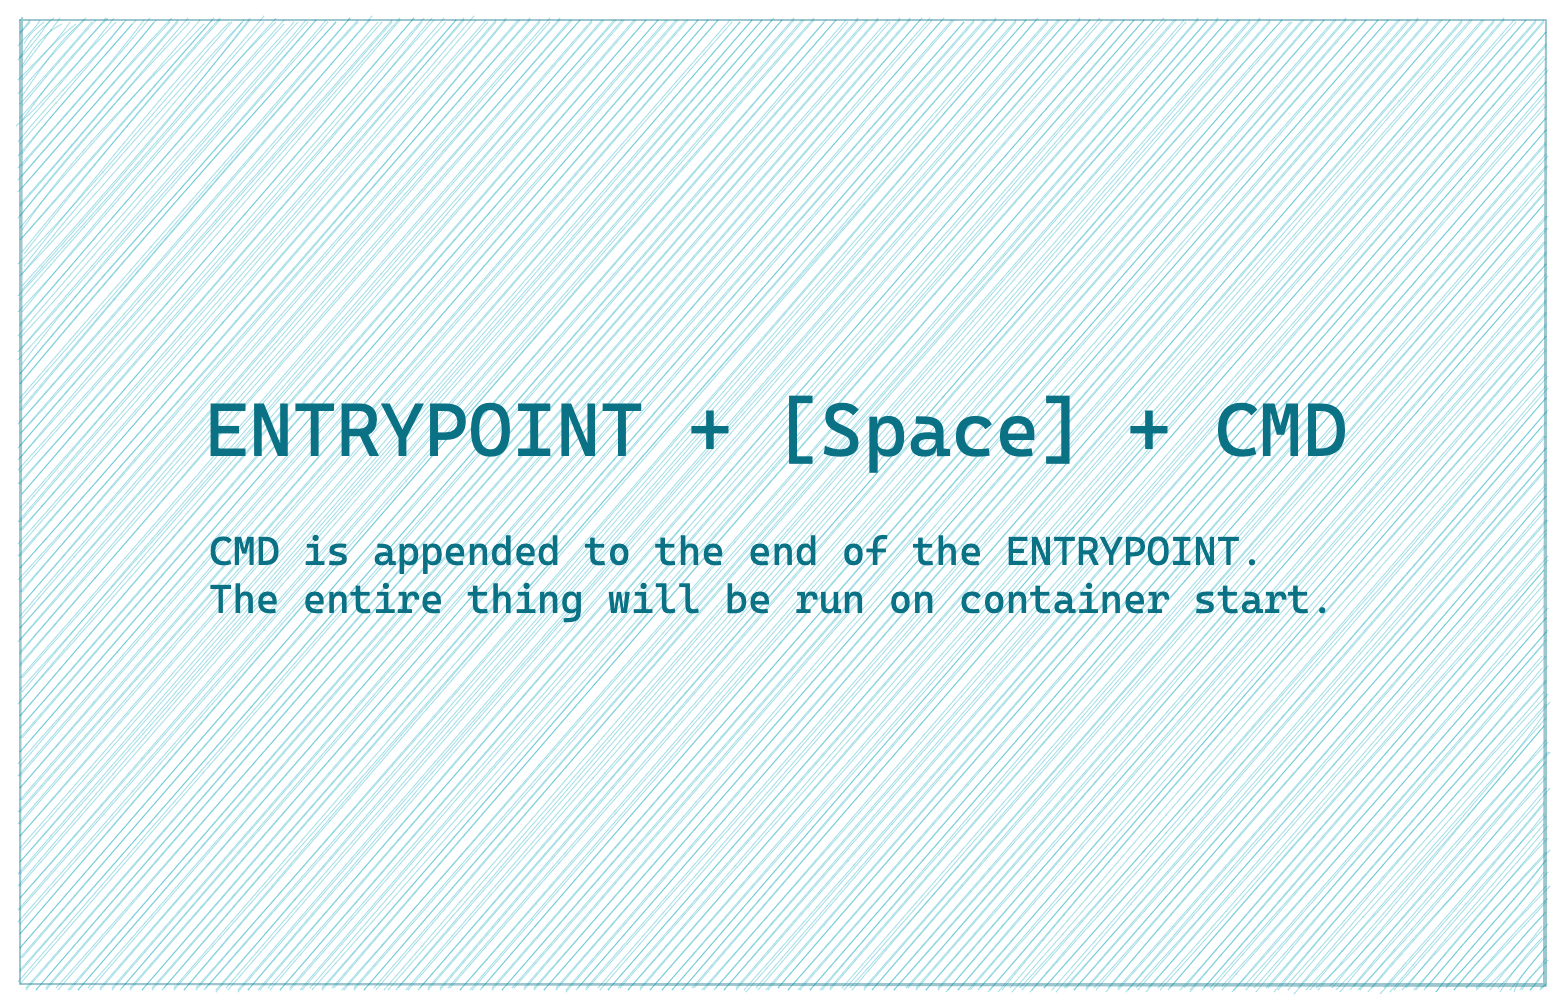 ENTRYPOINT + [Space] + CMD
CMD is appended to the end of the ENTRYPOINT.
The entire thing will be run on container start.